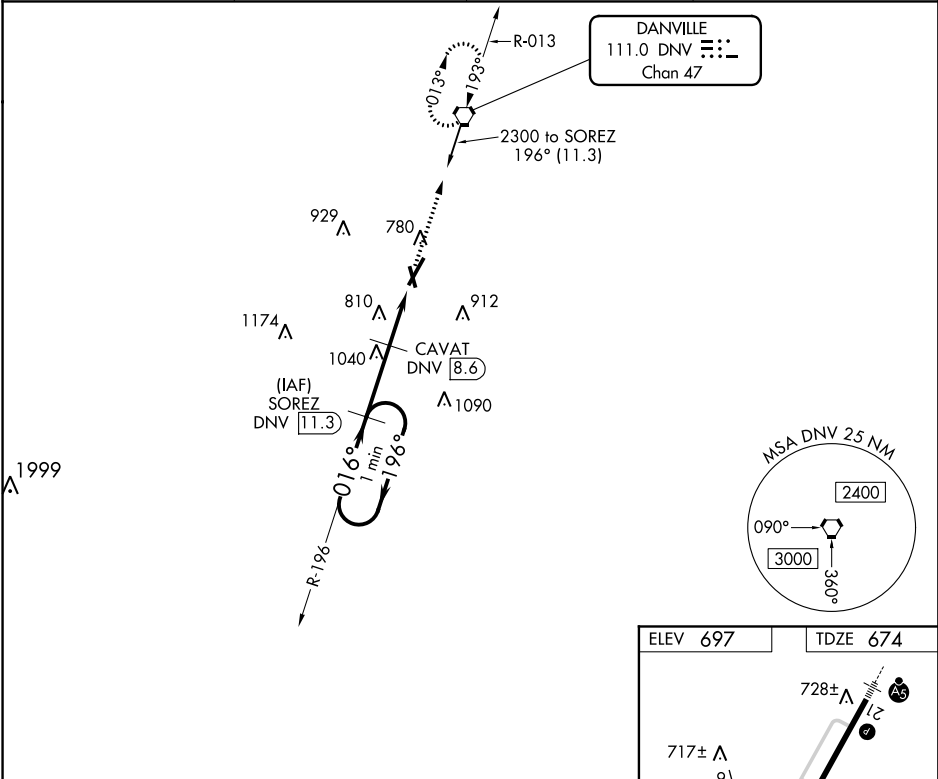 R-013
DANVILLE
111.0 DNV
Chan 47
013°
193°
2300 to SOREZ
196° (11.3)
929
780
810
912
1174
1040
CAVAT
DNV 8.6
(IAF)
SOREZ
DNV 11.3
1090
016°
1 min
196°
1999
R-196
MSA DNV 25 NM
2400
090°
3000
360°
ELEV 697
TDZE 674
728±
A5
21
P
717±